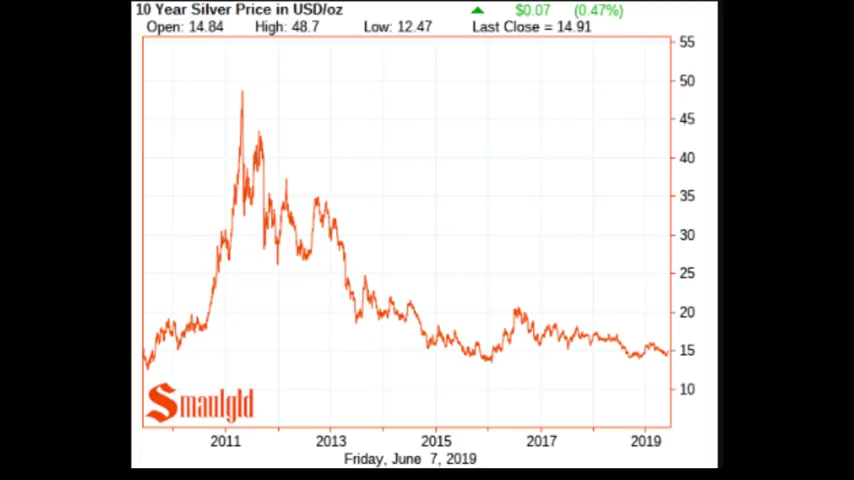 10 Year Silver Price in USD/oz ▲ $0.07 (0.47%)
Open: 14.84 High: 48.7 Low: 12.47 Last Close = 14.91
55
50
45
40
35
30
25
20
15
10
Smaulgld
2011 2013 2015 2017 2019
Friday, June 7, 2019